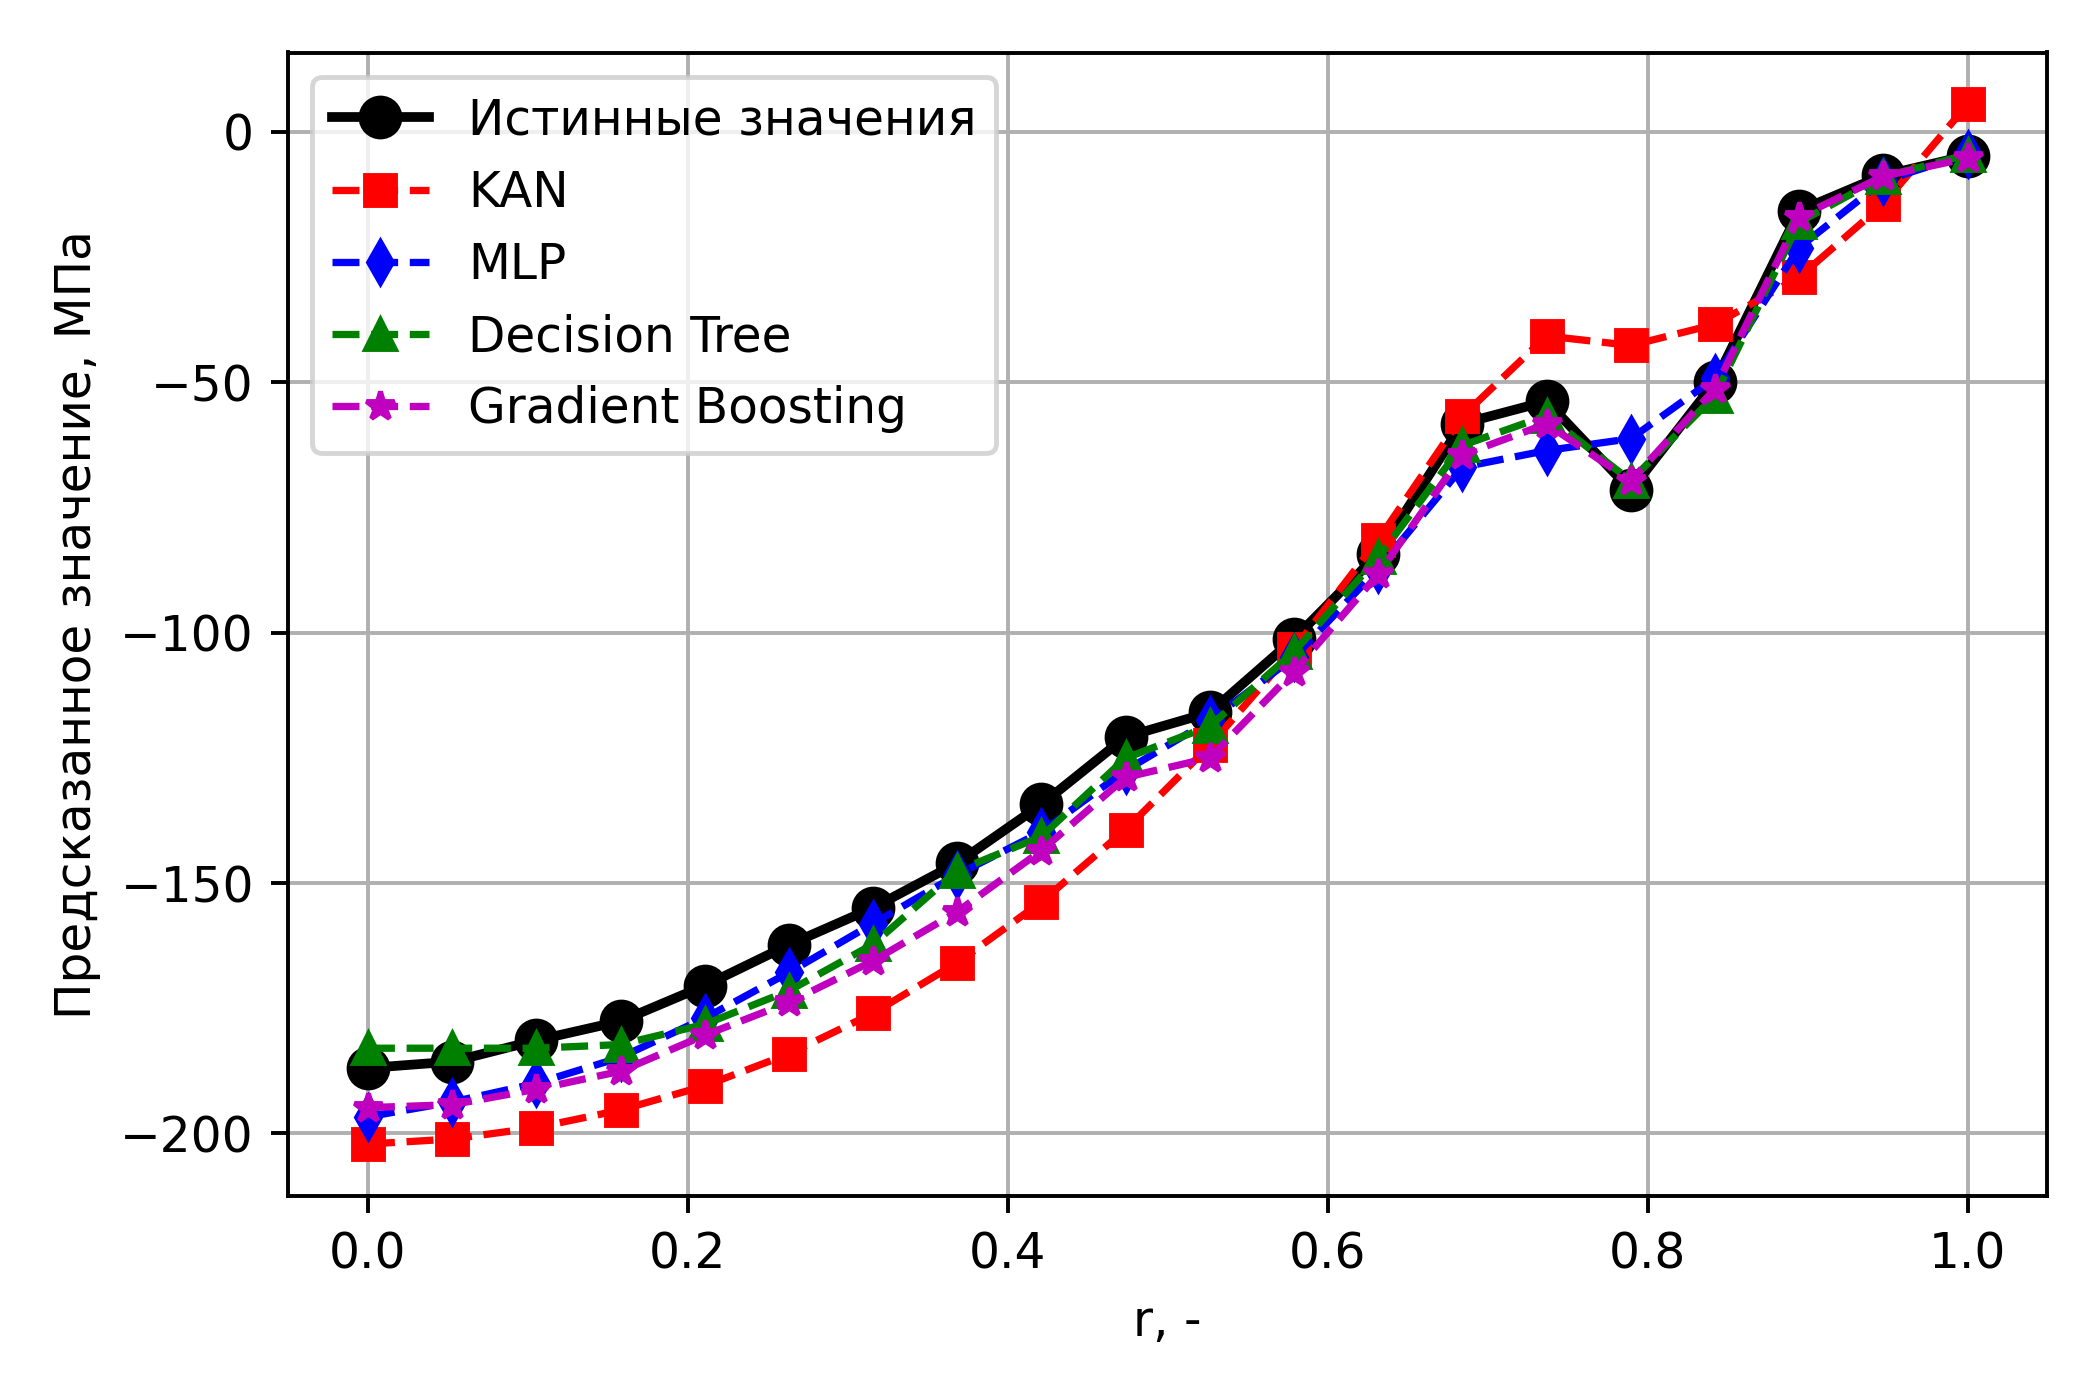 Истинные значения
KAN
MLP
Decision Tree
Gradient Boosting
Предсказанное значение, МПа
0
−50
−100
−150
−200
0.0 0.2 0.4 0.6 0.8 1.0
r, -